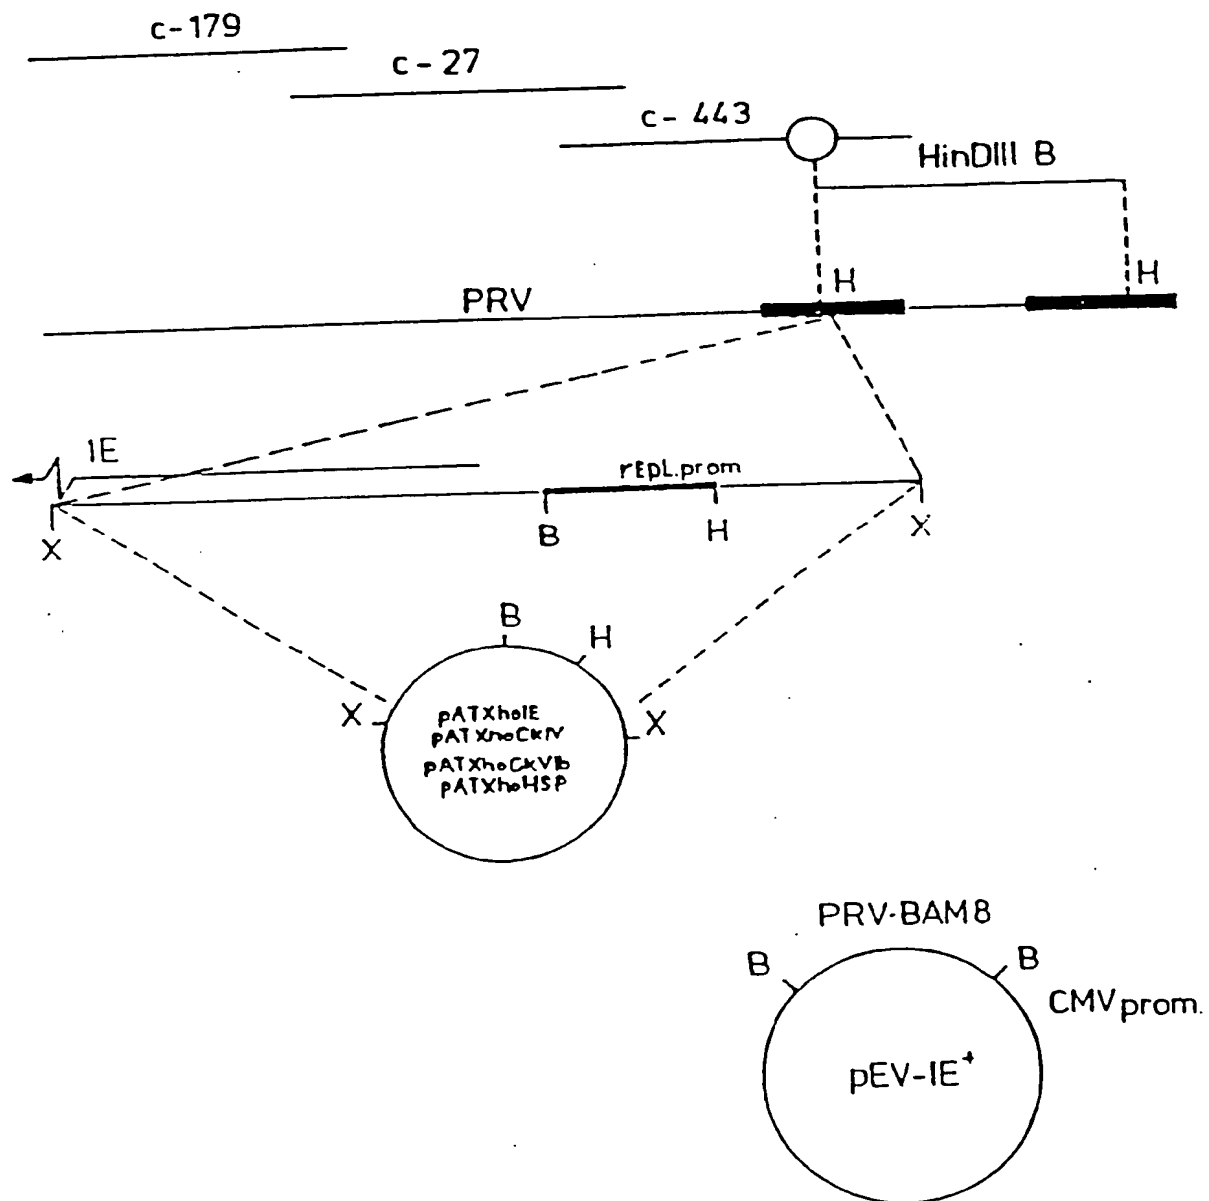 c-179
c-27
c-443
HinDIII B
H
H
PRV
IE
rEpL.prom
B
H
X
X
B
H
X
X
pATXhoIE
pATXhoCKIV
pATXhoCKVIb
pATXhoHSP
PRV-BAM8
B
B
CMVprom.
pEV-IE+